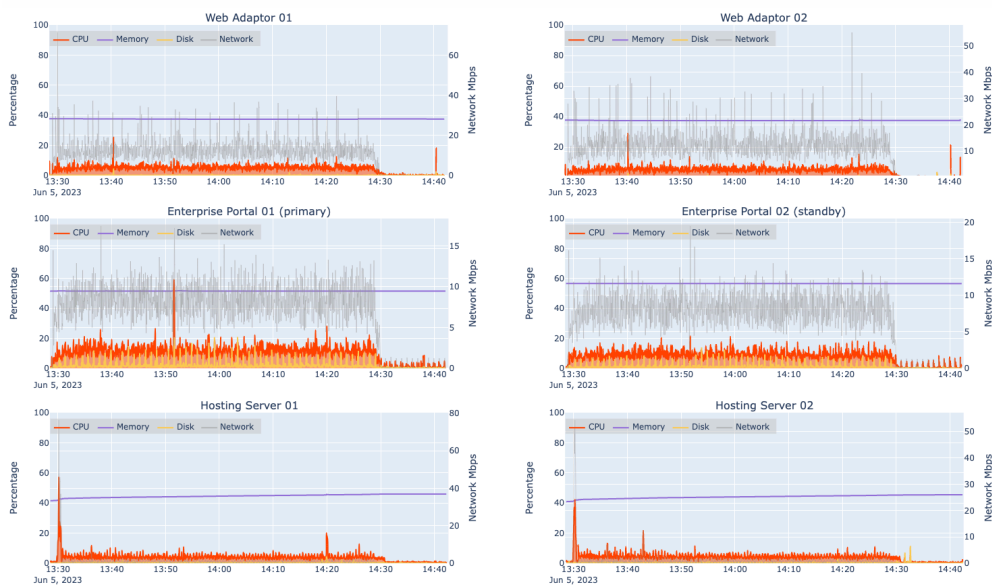 Web Adaptor 01
CPU Memory Disk Network
100
80
60
40
20
0
Percentage
60
40
20
0
Network Mbps
13:30 13:40 13:50 14:00 14:10 14:20 14:30 14:40
Jun 5, 2023
Web Adaptor 02
CPU Memory Disk Network
100
80
60
40
20
Percentage
50
40
30
20
10
Network Mbps
13:30 13:40 13:50 14:00 14:10 14:20 14:30 14:40
Jun 5, 2023
Enterprise Portal 01 (primary)
CPU Memory Disk Network
100
80
60
40
20
0
Percentage
15
10
5
0
Network Mbps
13:30 13:40 13:50 14:00 14:10 14:20 14:30 14:40
Jun 5, 2023
Enterprise Portal 02 (standby)
CPU Memory Disk Network
100
80
60
40
20
0
Percentage
20
15
10
5
0
Network Mbps
13:30 13:40 13:50 14:00 14:10 14:20 14:30 14:40
Jun 5, 2023
Hosting Server 01
CPU Memory Disk Network
100
80
60
40
20
0
Percentage
80
60
40
20
0
Network Mbps
13:30 13:40 13:50 14:00 14:10 14:20 14:30 14:40
Jun 5, 2023
Hosting Server 02
CPU Memory Disk Network
100
80
60
40
20
0
Percentage
50
40
30
20
10
0
Network Mbps
13:30 13:40 13:50 14:00 14:10 14:20 14:30 14:40
Jun 5, 2023